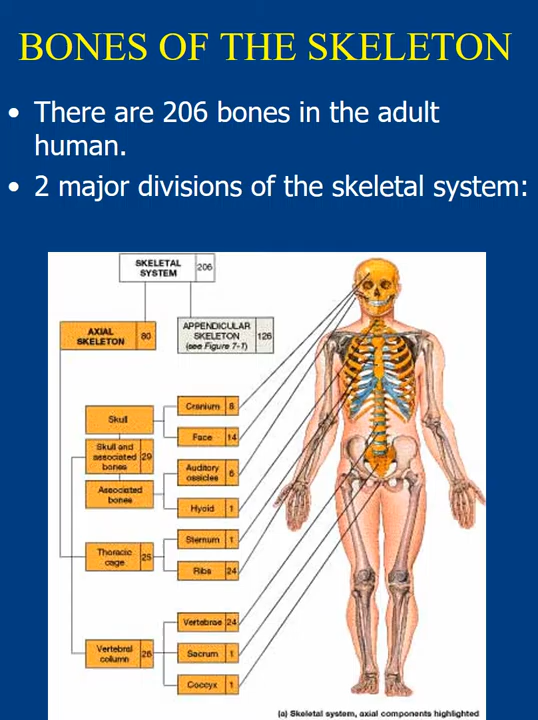 BONES OF THE SKELETON
• There are 206 bones in the adult
human.
• 2 major divisions of the skeletal system:
SKELETAL
SYSTEM
206
AXIAL
SKELETON
80
APPENDICULAR
SKELETON
(see Figure 7-1)
126
Skull
Cranium 8
Face 14
Skull and
associated
bones
29
Auditory
ossicles
6
Associated
bones
Hyoid 1
Sternum 1
Thoracic
cage
25
Ribs 24
Vertebrae 24
Vertebral
column
26
Sacrum 1
Coccyx 1
(a) Skeletal system, axial components highlighted